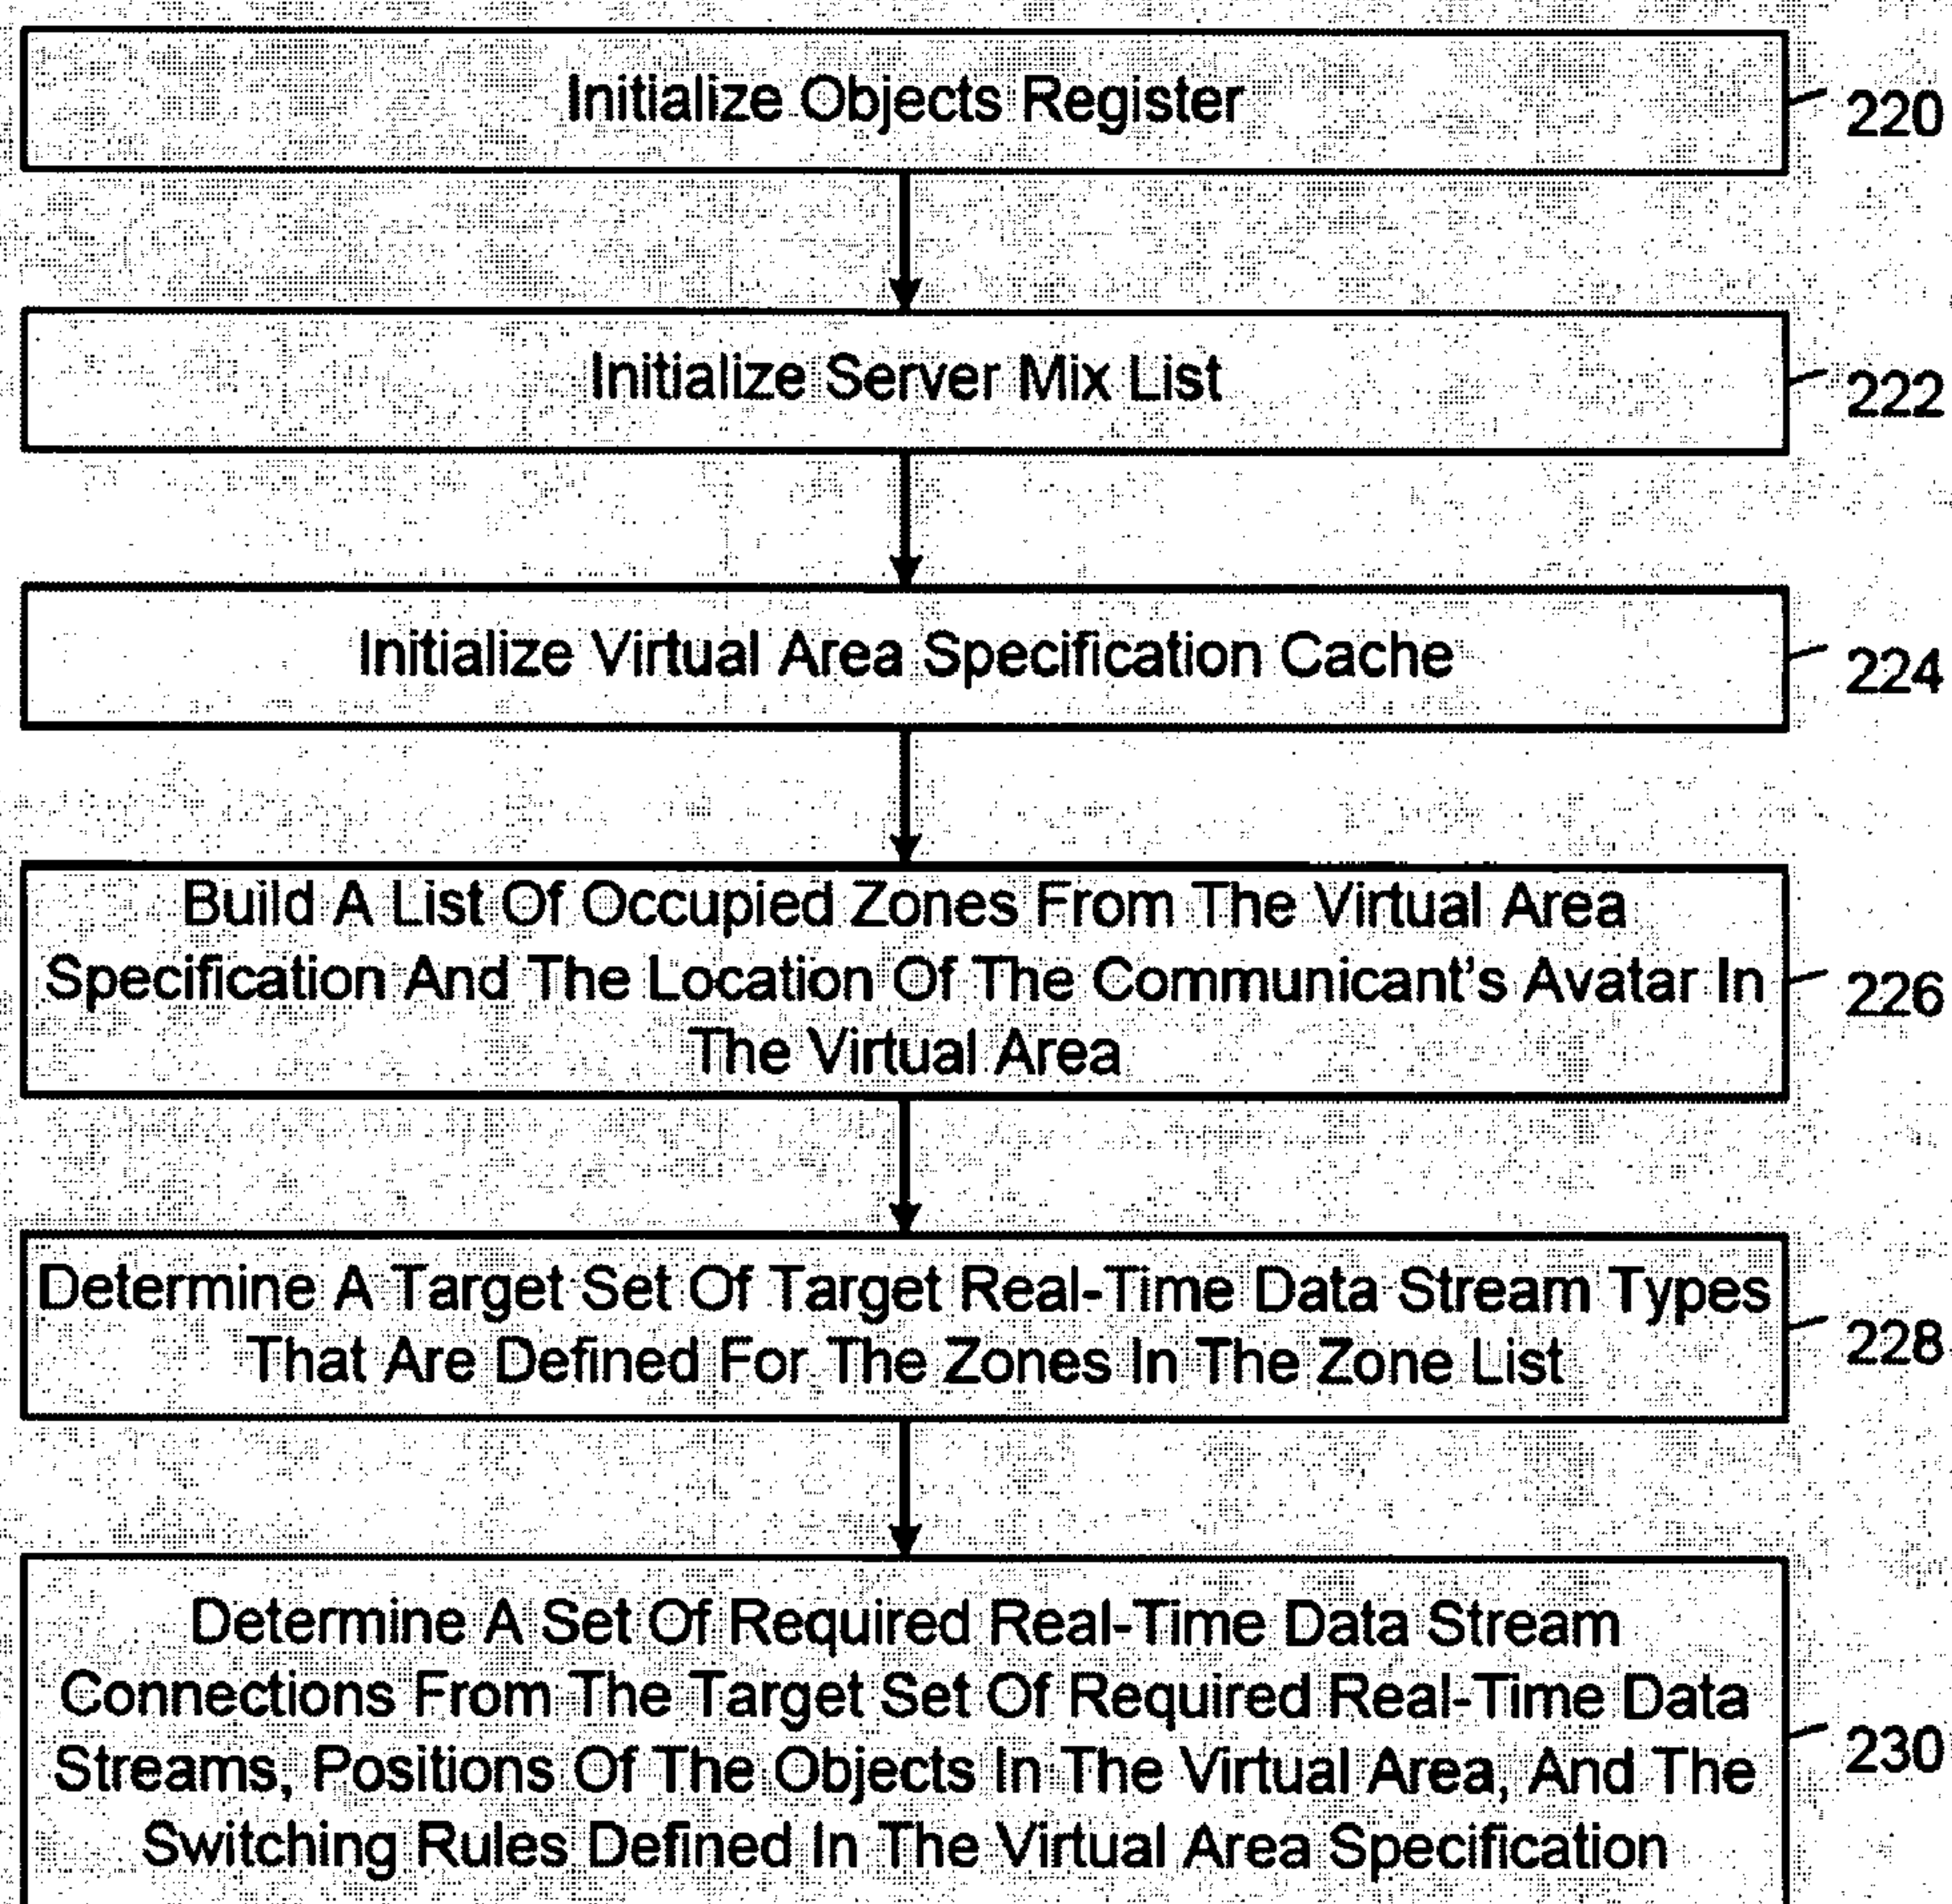 Initialize Objects Register
220
Initialize Server Mix List
222
Initialize Virtual Area Specification Cache
224
Build A List Of Occupied Zones From The Virtual Area
Specification And The Location Of The Communicant's Avatar In
The Virtual Area
226
Determine A Target Set Of Target Real-Time Data Stream Types
That Are Defined For The Zones In The Zone List
228
Determine A Set Of Required Real-Time Data Stream
Connections From The Target Set Of Required Real-Time Data
Streams, Positions Of The Objects In The Virtual Area, And The
Switching Rules Defined In The Virtual Area Specification
230